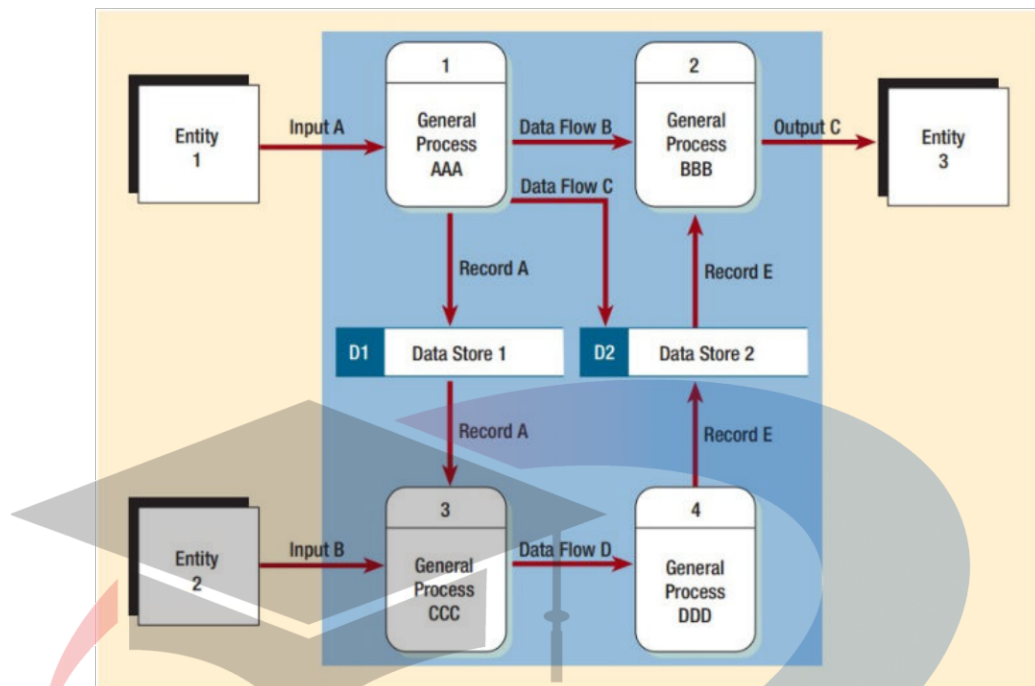 1
2
Entity
1
Input A
General
Process
AAA
Data Flow B
General
Process
BBB
Output C
Entity
3
Data Flow C
Record A
Record E
D1
Data Store 1
D2
Data Store 2
Record A
Record E
3
4
Entity
2
Input B
General
Process
CCC
Data Flow D
General
Process
DDD